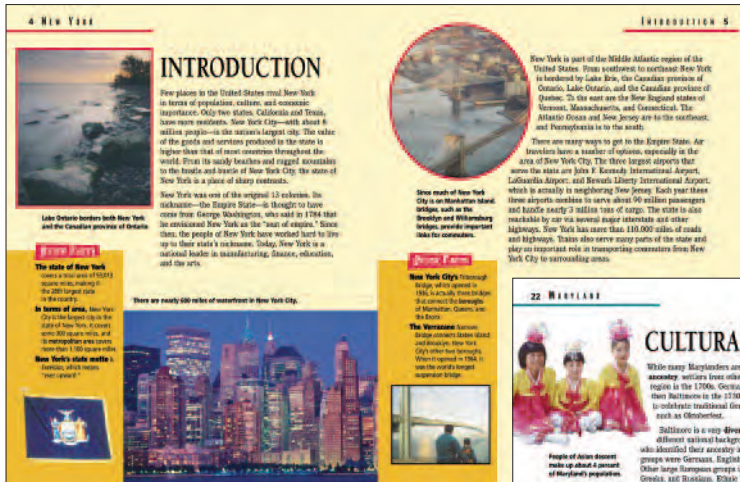 4 NEW YORK
INTRODUCTION
Few places in the United States rival New York
in terms of population, culture, and economic
importance. Only two states, California and Texas,
have more residents. New York City—with about 8
million people—is the nation's largest city. The value
of the goods and services produced in the state is
higher than that of most countries throughout the
world. From its sandy beaches and rugged mountains
to the hustle and bustle of New York City, the state of
New York is a place of sharp contrasts.
New York was one of the original 13 colonies. Its
nickname—the Empire State—is thought to have
come from George Washington, who said in 1784 that
he envisioned New York as the "seat of empire." Since
then, the people of New York have worked hard to live
up to their state's nickname. Today, New York is a
national leader in manufacturing, finance, education,
and the arts.
Lake Ontario borders both New York
and the Canadian province of Ontario.
The state of New York
covers a total area of
square miles, making it
the largest state
in the country.
In terms of area, New York
City is the largest city in the
state of New York. It covers
some 300 square miles, and
its metropolitan area covers
more than 1,100 square miles.
New York's state motto is
Excelsior, which means
"ever upward."
There are nearly 600 miles of waterfront in New York City.
INTRODUCTION 5
Since much of New York
City is on Manhattan Island,
bridges, such as the
Brooklyn and Williamsburg
bridges, provide important
links for commuters.
New York City's Triborough
Bridge, which opened in
1936, is actually three bridges
that connect the boroughs
of Manhattan, Queens, and
the Bronx.
The Verrazano Narrows
Bridge connects Staten Island
and Brooklyn, New York
City's other two boroughs.
When it opened in 1964, it
was the world's longest
suspension bridge.
New York is part of the Middle Atlantic region of the
United States. From southwest to northeast New York
is bordered by Lake Erie, the Canadian province of
Ontario, Lake Ontario, and the Canadian province of
Quebec. To the east are the New England states of
Vermont, Massachusetts, and Connecticut. The
Atlantic Ocean and New Jersey are to the southeast,
and Pennsylvania is to the south.
There are many ways to get to the Empire State. Air
travelers have a number of options, especially in the
area of New York City. The three largest airports that
serve the state are John F. Kennedy International Airport,
LaGuardia Airport, and Newark Liberty International Airport,
which is actually in neighboring New Jersey. Each year these
three airports combine to serve about 90 million passengers
and handle nearly 3 million tons of cargo. The state is also
reachable by car via several major interstate and other
highways. New York has more than 110,000 miles of roads
and highways. Trains also serve many parts of the state and
play an important role in transporting commuters from New
York City to surrounding areas.
22 MARYLAND
CULTURA
While many Marylanders are
ancestry, settlers from othe
region in the 1700s. Germa
then Baltimore in the 1730
to celebrate traditional Ger
such as Oktoberfest.
Baltimore is a very diver
different national backgro
who identified their ancestry i
groups were Germans, English
Other large European groups i
Greeks, and Russians. Ethnic
People of Asian descent
make up about 4 percent
of Maryland's population.